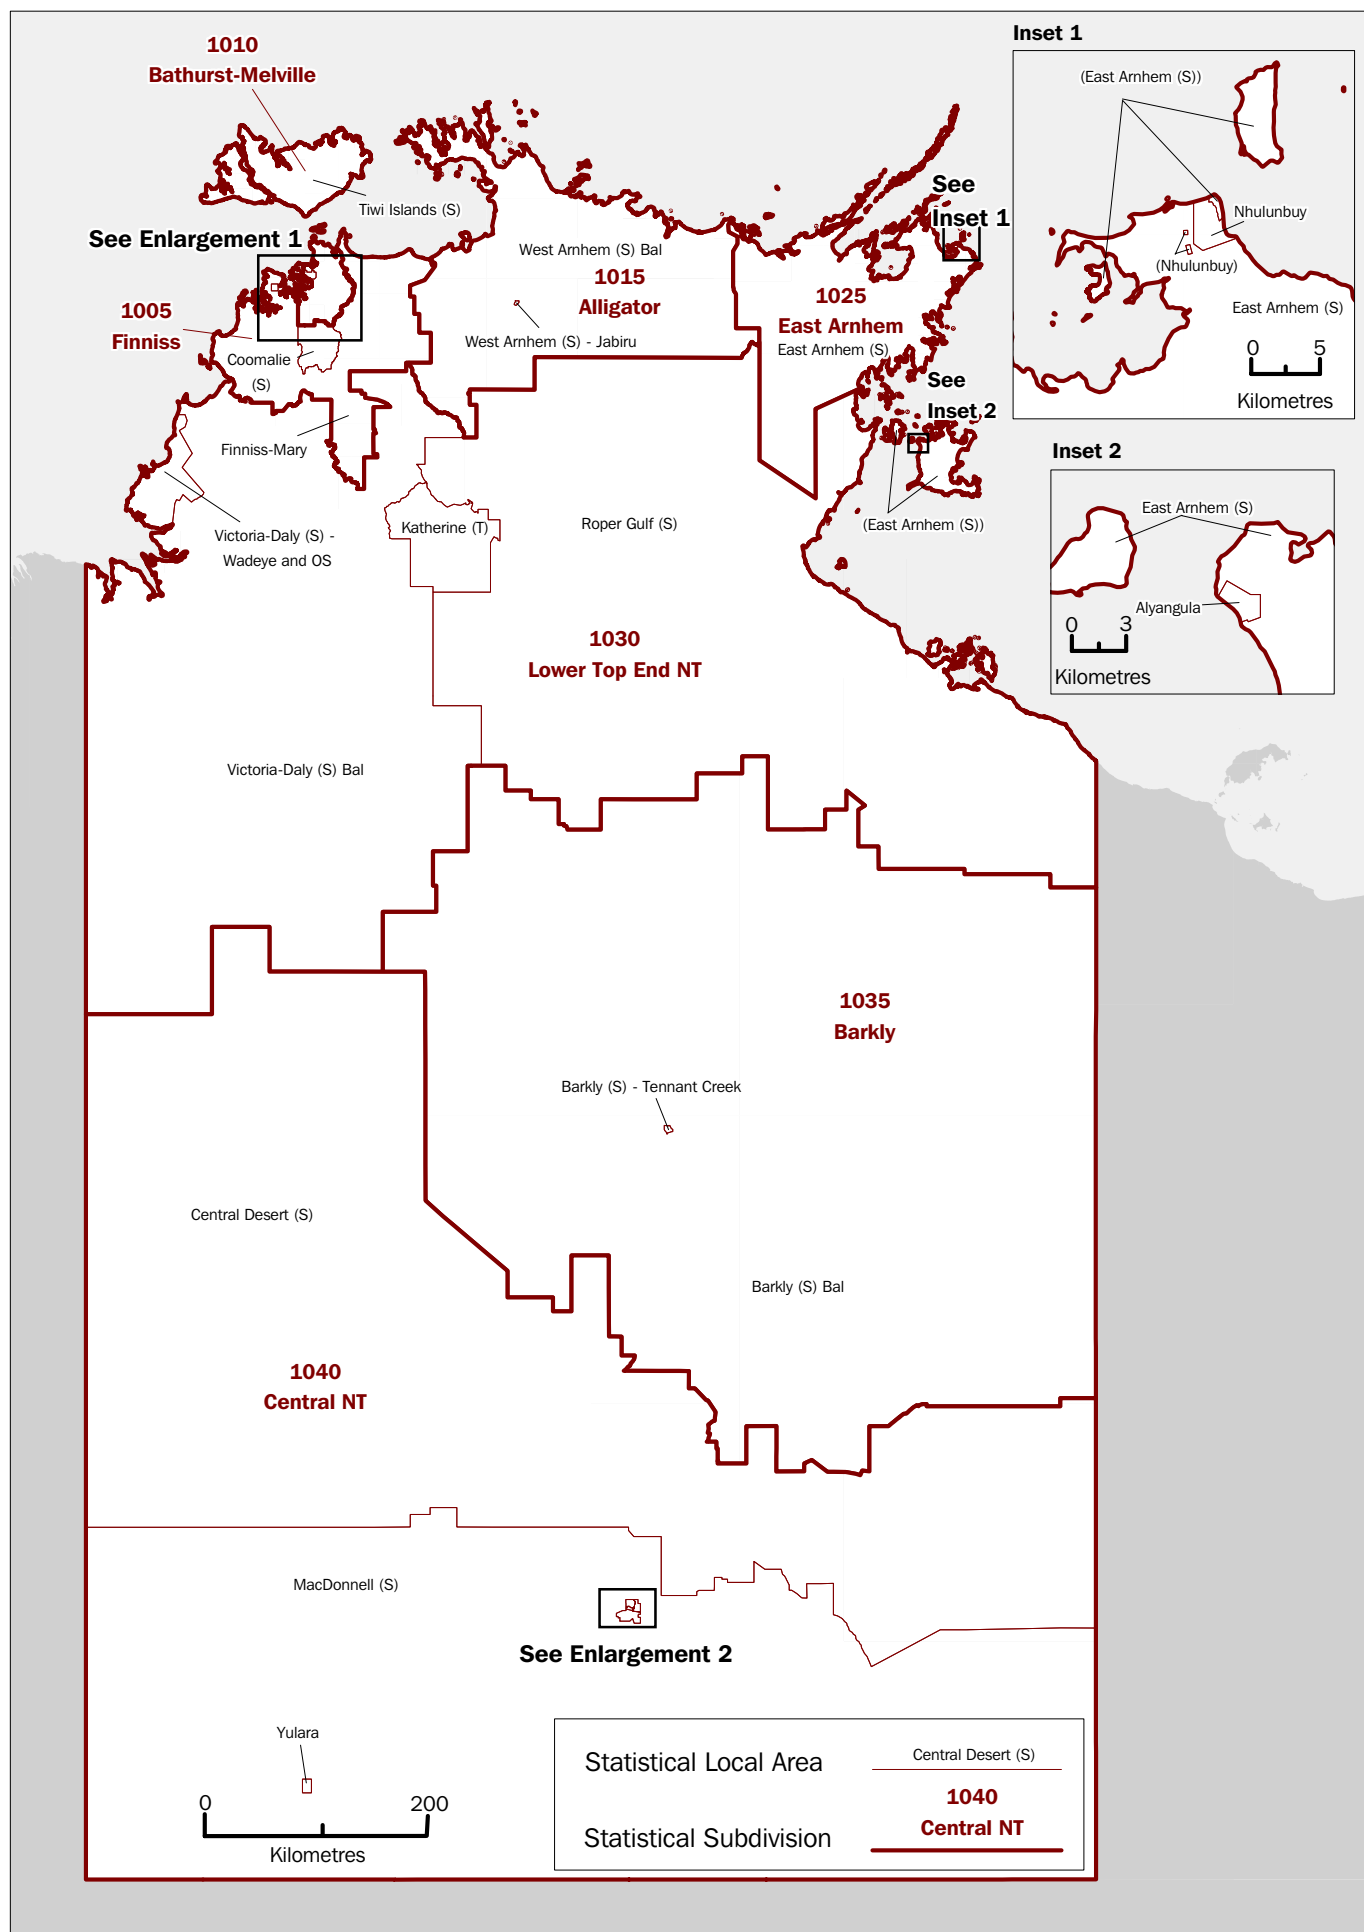 1010
Bathurst-Melville
Tiwi Islands (S)
See Enlargement 1
1005
Finniss
Coomalie
(S)
Finniss-Mary
Victoria-Daly (S) -
Wadeye and OS
West Arnhem (S) Bal
1015
Alligator
West Arnhem (S) - Jabiru
1025
East Arnhem
East Arnhem (S)
See
Inset 1
See
Inset 2
(East Arnhem (S))
Katherine (T)
Roper Gulf (S)
1030
Lower Top End NT
Victoria-Daly (S) Bal
1035
Barkly
Barkly (S) - Tennant Creek
Central Desert (S)
Barkly (S) Bal
1040
Central NT
MacDonnell (S)
See Enlargement 2
Yulara
0 200
Kilometres
Inset 1
(East Arnhem (S))
Nhulunbuy
(Nhulunbuy)
East Arnhem (S)
0 5
Kilometres
Inset 2
East Arnhem (S)
Alyangula
0 3
Kilometres
Statistical Local Area
Central Desert (S)
Statistical Subdivision
1040
Central NT